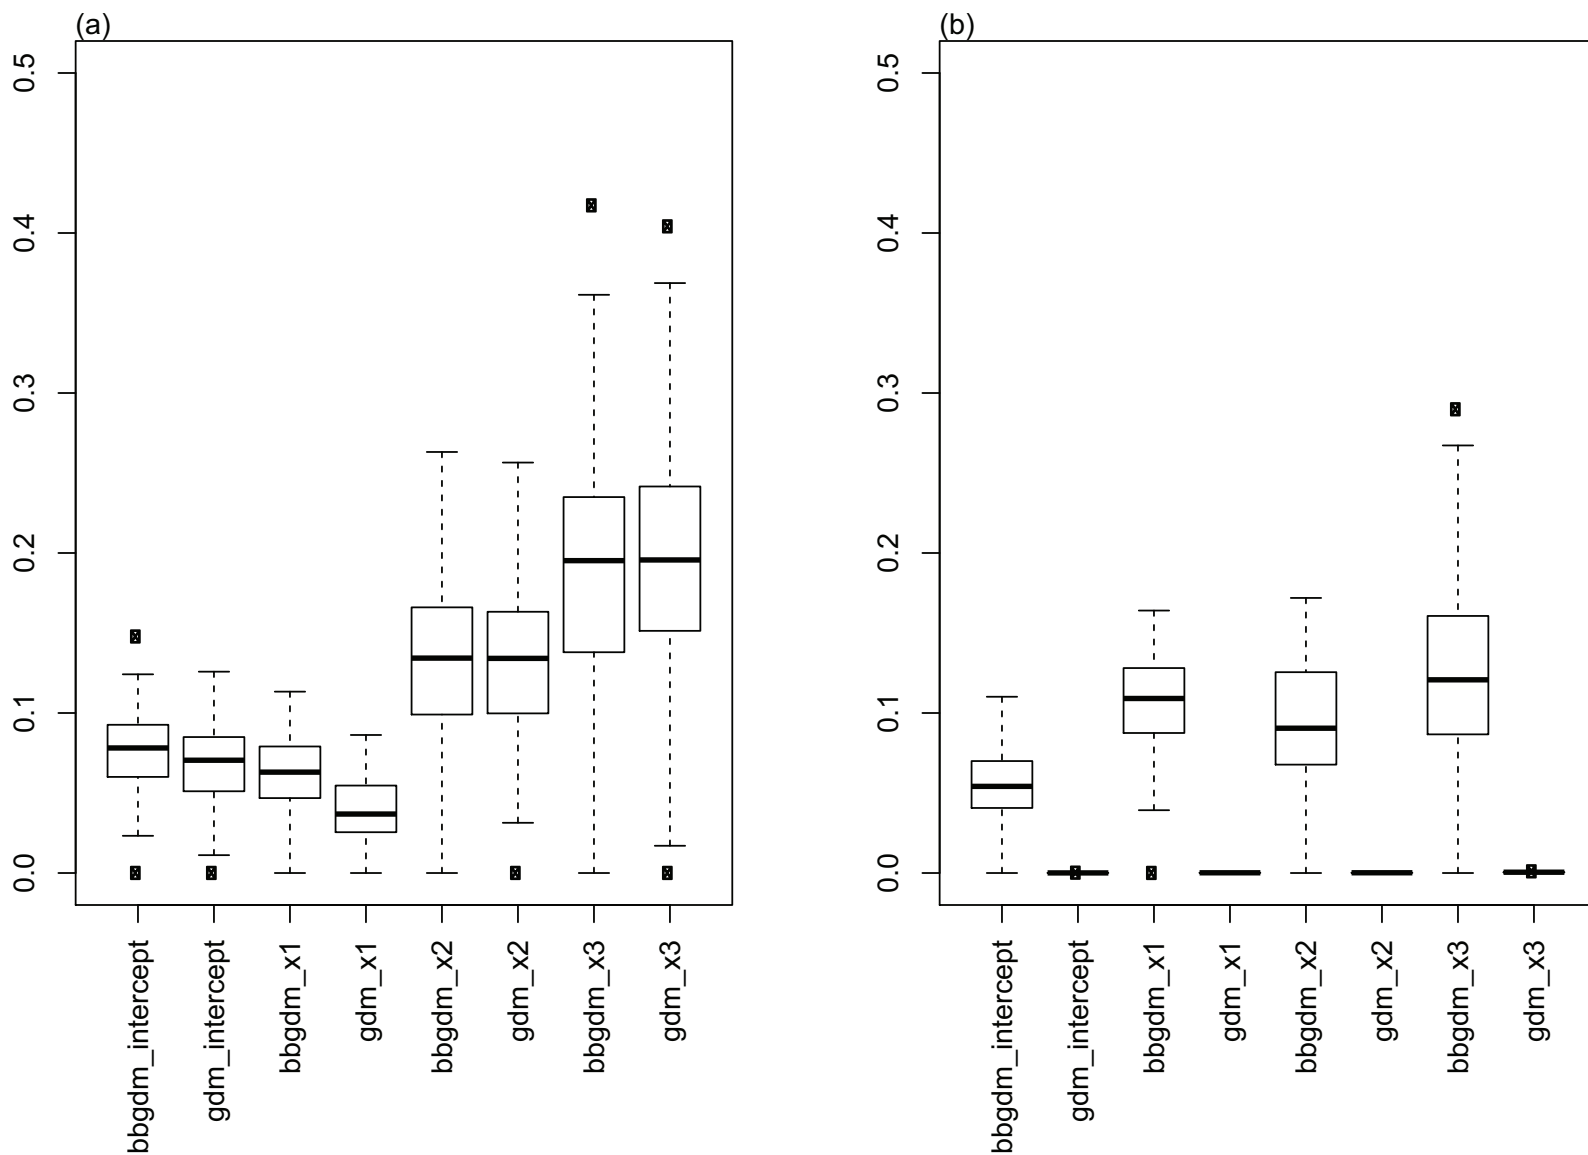 (a)
0.5
0.4
0.3
0.2
0.1
0.0
bbgdm_intercept
gdm_intercept
bbgdm_x1
gdm_x1
bbgdm_x2
gdm_x2
bbgdm_x3
gdm_x3
(b)
0.5
0.4
0.3
0.2
0.1
0.0
bbgdm_intercept
gdm_intercept
bbgdm_x1
gdm_x1
bbgdm_x2
gdm_x2
bbgdm_x3
gdm_x3